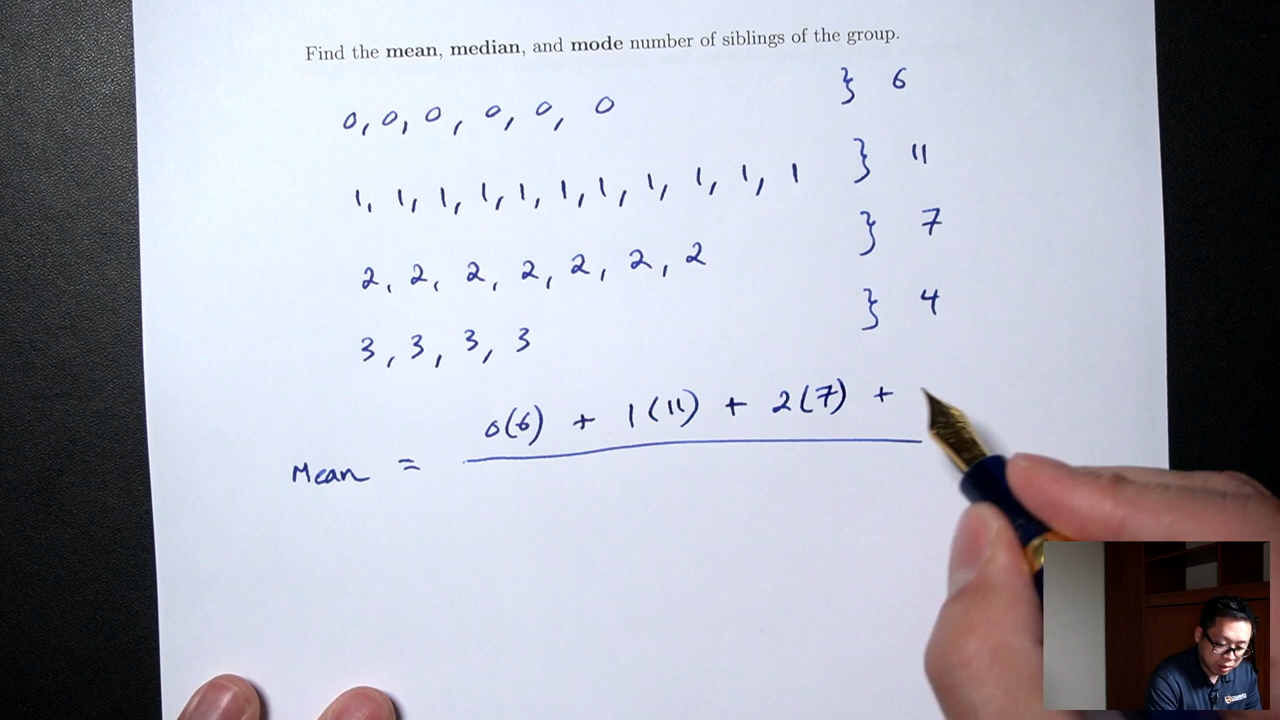 Find the mean, median, and mode number of siblings of the group.
0, 0, 0, 0, 0, 0 } 6
1, 1, 1, 1, 1, 1, 1, 1, 1, 1, 1 } 11
2, 2, 2, 2, 2, 2, 2 } 7
3, 3, 3, 3 } 4
0(6) + 1(11) + 2(7) +
Mean =